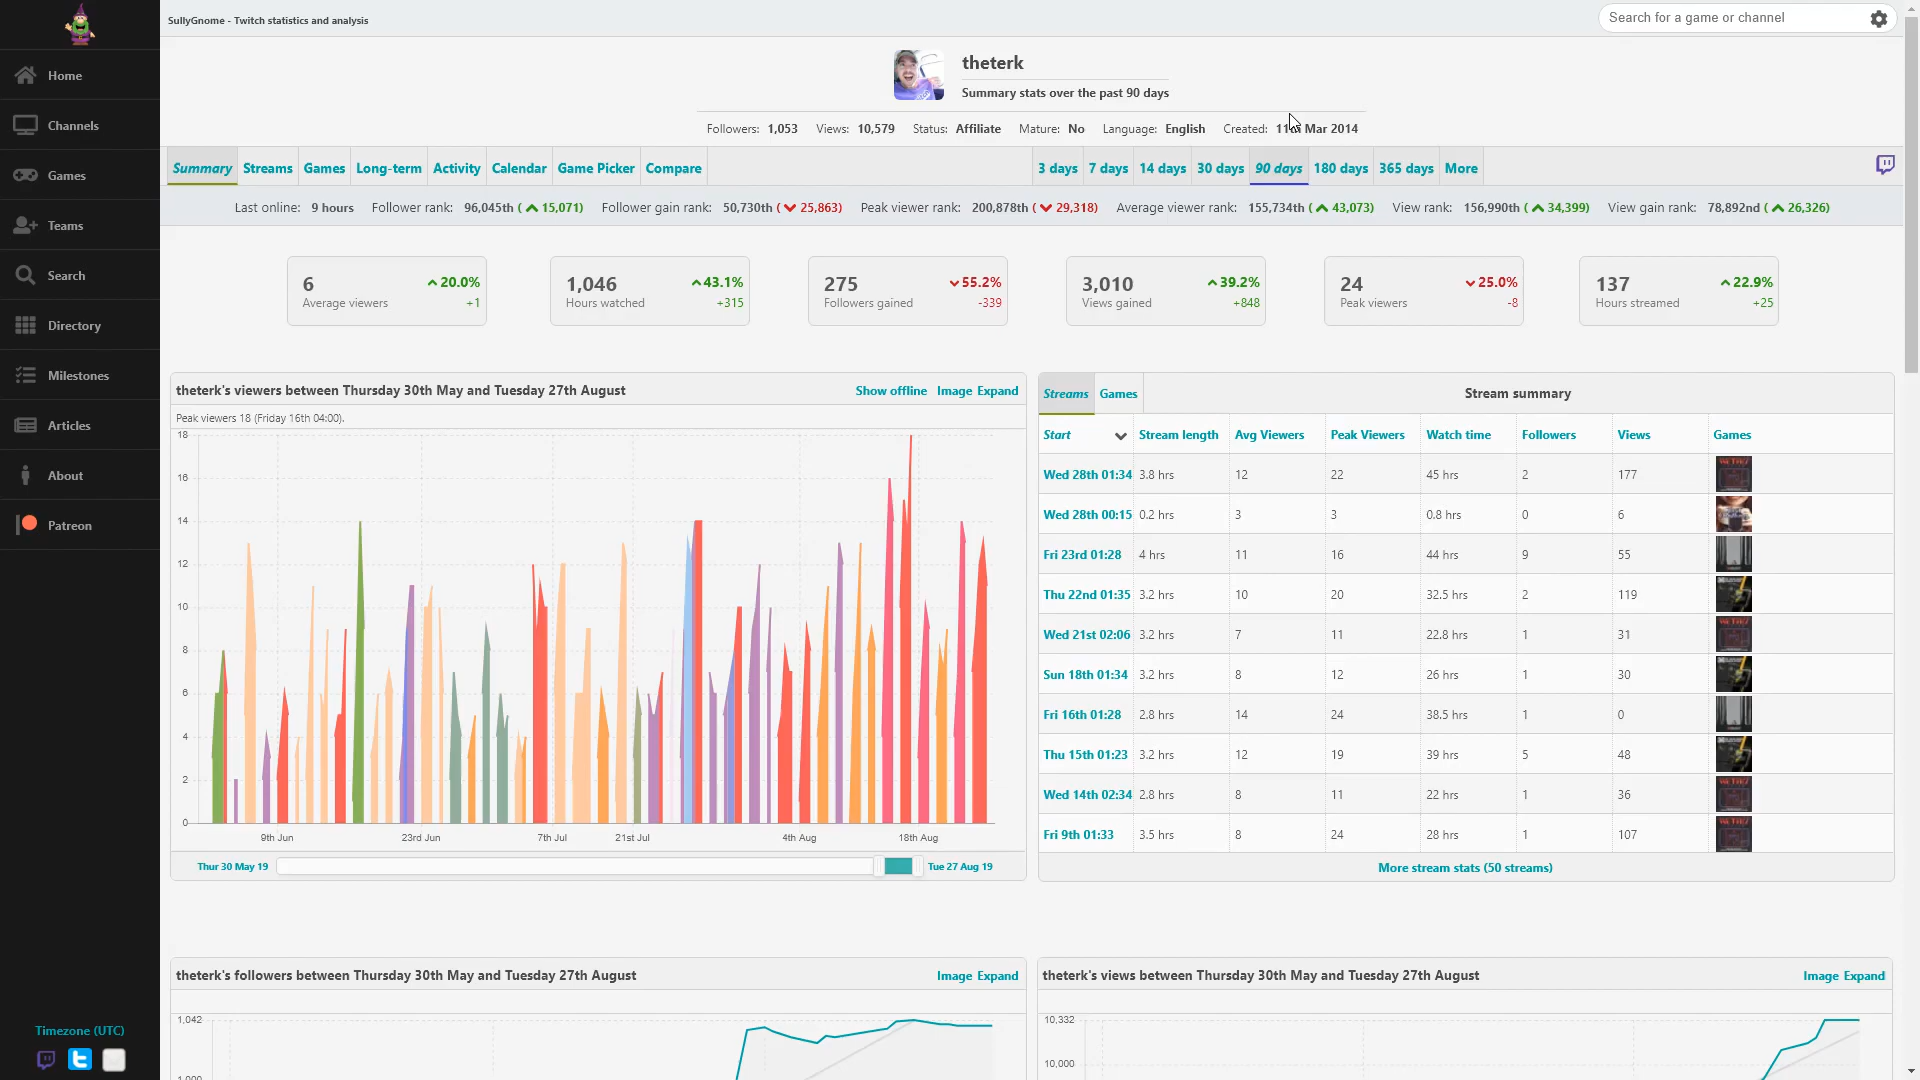 SullyGnome - Twitch statistics and analysis
Search for a game or channel
Home
Channels
Games
Teams
Search
Directory
Milestones
Articles
About
Patreon
Timezone (UTC)
theterk
Summary stats over the past 90 days
Followers: 1,053 Views: 10,579 Status: Affiliate Mature: No Language: English Created: Mar 2014
Summary Streams Games Long-term Activity Calendar Game Picker Compare
3 days 7 days 14 days 30 days 90 days 180 days 365 days More
Last online: 9 hours Follower rank: 96,045th ( 15,071) Follower gain rank: 50,730th ( 25,863) Peak viewer rank: 200,878th ( 29,318) Average viewer rank: 155,734th ( 43,073) View rank: 156,990th ( 34,399) View gain rank: 78,892nd ( 26,326)
6 20.0%
Average viewers +1
1,046 43.1%
Hours watched +315
275 55.2%
Followers gained -339
3,010 39.2%
Views gained +848
24 25.0%
Peak viewers -8
137 22.9%
Hours streamed +25
theterk's viewers between Thursday 30th May and Tuesday 27th August Show offline Image Expand
Peak viewers 18 (Friday 16th 04:00).
18
16
14
12
10
8
6
4
2
0
9th Jun 23rd Jun 7th Jul 21st Jul 4th Aug 18th Aug
Thur 30 May 19 Tue 27 Aug 19
Streams Games Stream summary
Start Stream length Avg Viewers Peak Viewers Watch time Followers Views Games
Wed 28th 01:34 3.8 hrs 12 22 45 hrs 2 177
Wed 28th 00:15 0.2 hrs 3 3 0.8 hrs 0 6
Fri 23rd 01:28 4 hrs 11 16 44 hrs 9 55
Thu 22nd 01:35 3.2 hrs 10 20 32.5 hrs 2 119
Wed 21st 02:06 3.2 hrs 7 11 22.8 hrs 1 31
Sun 18th 01:34 3.2 hrs 8 12 26 hrs 1 30
Fri 16th 01:28 2.8 hrs 14 24 38.5 hrs 1 0
Thu 15th 01:23 3.2 hrs 12 19 39 hrs 5 48
Wed 14th 02:34 2.8 hrs 8 11 22 hrs 1 36
Fri 9th 01:33 3.5 hrs 8 24 28 hrs 1 107
More stream stats (50 streams)
theterk's followers between Thursday 30th May and Tuesday 27th August Image Expand
1,042
theterk's views between Thursday 30th May and Tuesday 27th August Image Expand
10,332
10,000